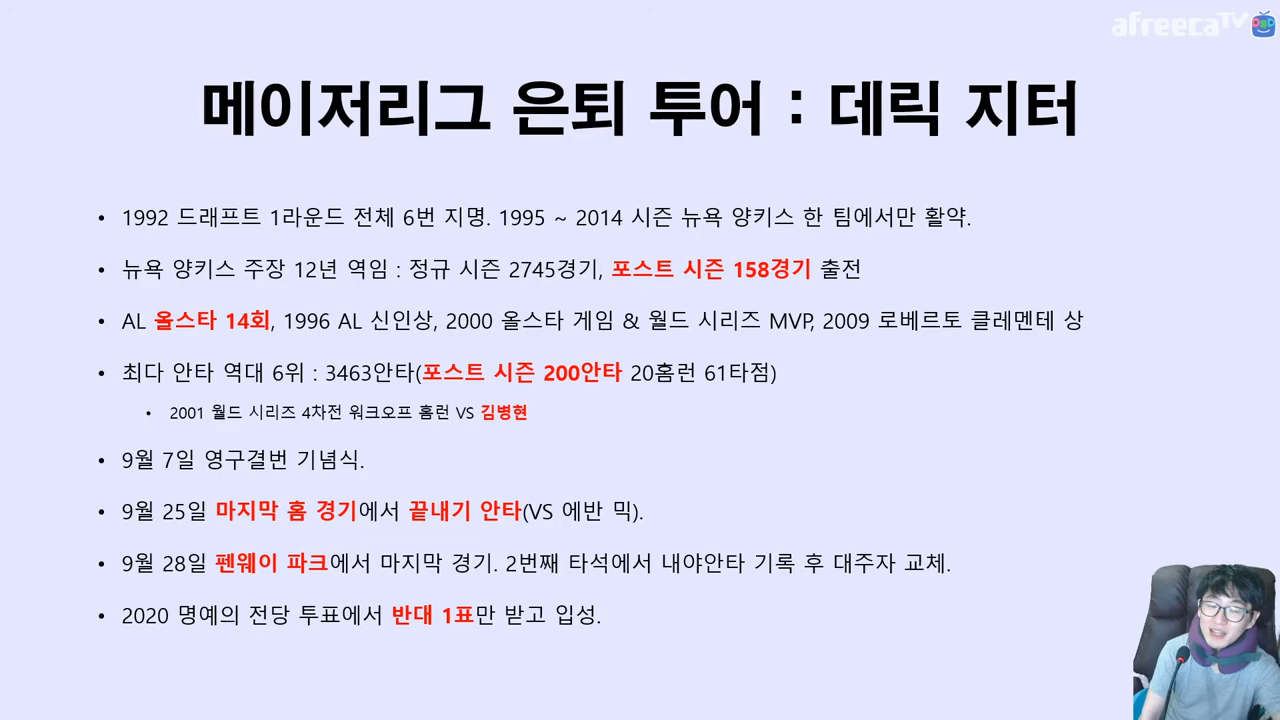 afreecaTV
메이저리그 은퇴 투어 : 데릭 지터
• 1992 드래프트 1라운드 전체 6번 지명. 1995 ~ 2014 시즌 뉴욕 양키스 한 팀에서만 활약.
• 뉴욕 양키스 주장 12년 역임 : 정규 시즌 2745경기, 포스트 시즌 158경기 출전
• AL 올스타 14회, 1996 AL 신인상, 2000 올스타 게임 & 월드 시리즈 MVP, 2009 로베르토 클레멘테 상
• 최다 안타 역대 6위 : 3463안타(포스트 시즌 200안타 20홈런 61타점)
• 2001 월드 시리즈 4차전 워크오프 홈런 VS 김병현
• 9월 7일 영구결번 기념식.
• 9월 25일 마지막 홈 경기에서 끝내기 안타(VS 에반 믹).
• 9월 28일 펜웨이 파크에서 마지막 경기. 2번째 타석에서 내야안타 기록 후 대주자 교체.
• 2020 명예의 전당 투표에서 반대 1표만 받고 입성.